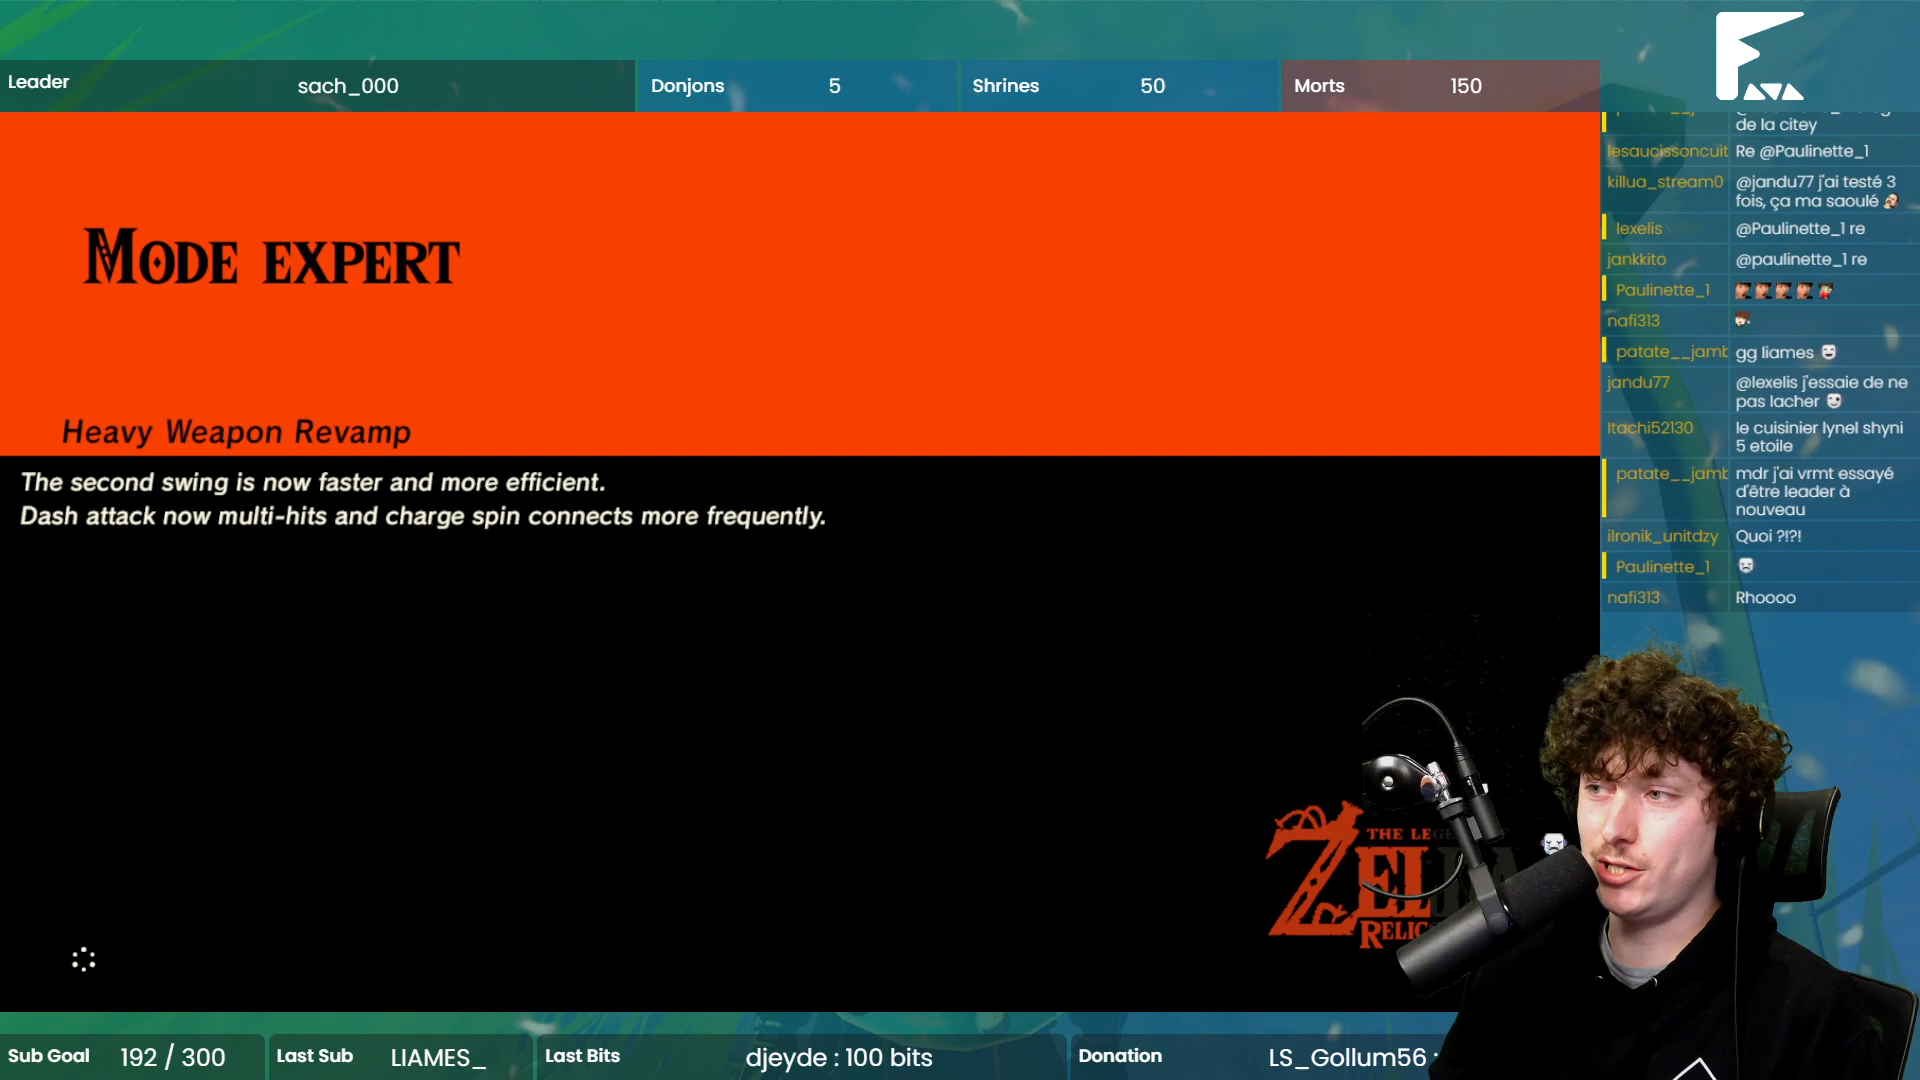 Leader sach_000 Donjons 5 Shrines 50 Morts 150
MODE EXPERT
Heavy Weapon Revamp
The second swing is now faster and more efficient.
Dash attack now multi-hits and charge spin connects more frequently.
THE LEGE
ZEL
RELIC
de la citey
lesaucissoncuit Re @Paulinette_1
killua_stream0 @jandu77 j'ai testé 3
fois, ça ma saoulé
lexelis @Paulinette_1 re
jankkito @paulinette_1 re
Paulinette_1
nafi313
patate__jamb gg liames
jandu77 @lexelis j'essaie de ne
pas lacher
Itachi52130 le cuisinier lynel shyni
5 etoile
patate__jamb mdr j'ai vrmt essayé
d'être leader à
nouveau
ilronik_unitdzy Quoi ?!?!
Paulinette_1
nafi313 Rhoooo
Sub Goal 192 / 300 Last Sub LIAMES_ Last Bits djeyde : 100 bits Donation LS_Gollum56 :